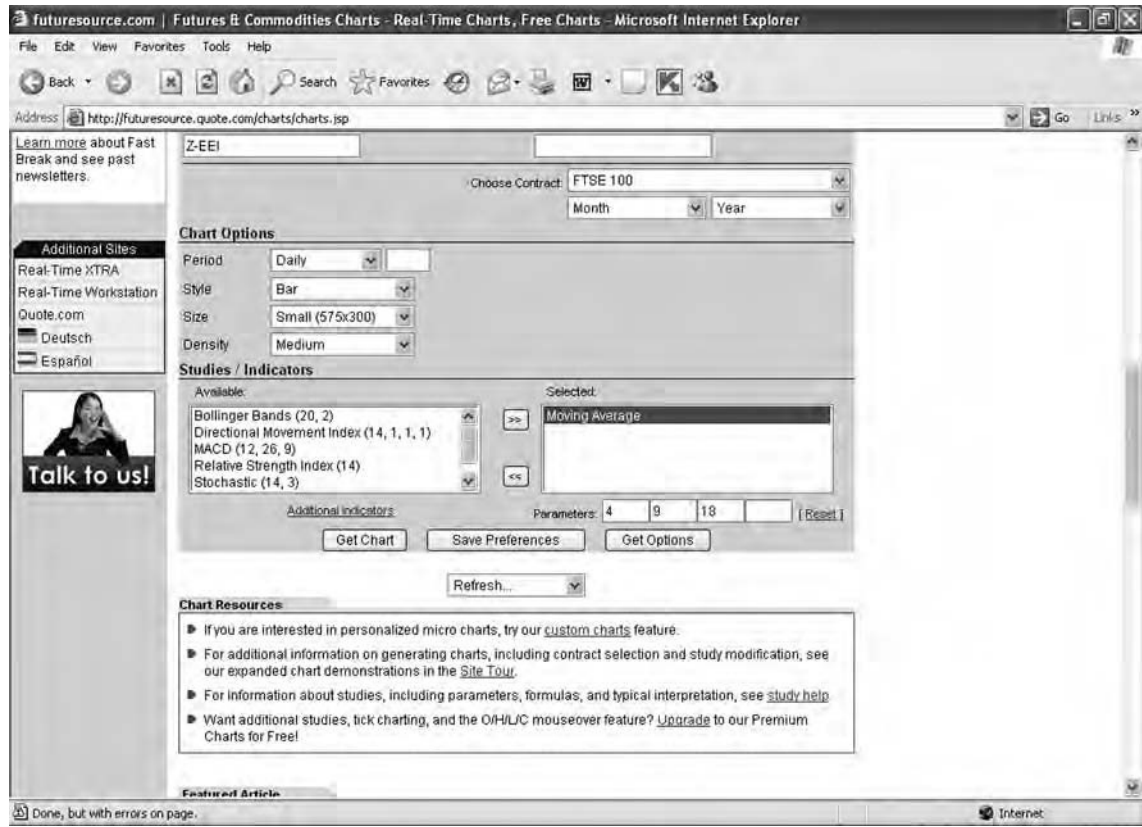 futuresource.com | Futures & Commodities Charts - Real-Time Charts, Free Charts - Microsoft Internet Explorer
File Edit View Favorites Tools Help
Back Search Favorites
Address http://futuresource.quote.com/charts/charts.jsp Go Links »
Learn more about Fast
Break and see past
newsletters.
Additional Sites
Real-Time XTRA
Real-Time Workstation
Quote.com
Deutsch
Español
Talk to us!
Z-EEI
Choose Contract: FTSE 100
Month Year
Chart Options
Period Daily
Style Bar
Size Small (575x300)
Density Medium
Studies / Indicators
Available: Selected:
Bollinger Bands (20, 2)
Directional Movement Index (14, 1, 1, 1)
MACD (12, 26, 9)
Relative Strength Index (14)
Stochastic (14, 3)
>>
<<
Moving Average
Additional indicators Parameters: 4 9 18 [ Reset ]
Get Chart Save Preferences Get Options
Refresh...
Chart Resources
If you are interested in personalized micro charts, try our custom charts feature.
For additional information on generating charts, including contract selection and study modification, see
our expanded chart demonstrations in the Site Tour.
For information about studies, including parameters, formulas, and typical interpretation, see study help
Want additional studies, tick charting, and the O/H/L/C mouseover feature? Upgrade to our Premium
Charts for Free!
Featured Article
Done, but with errors on page. Internet